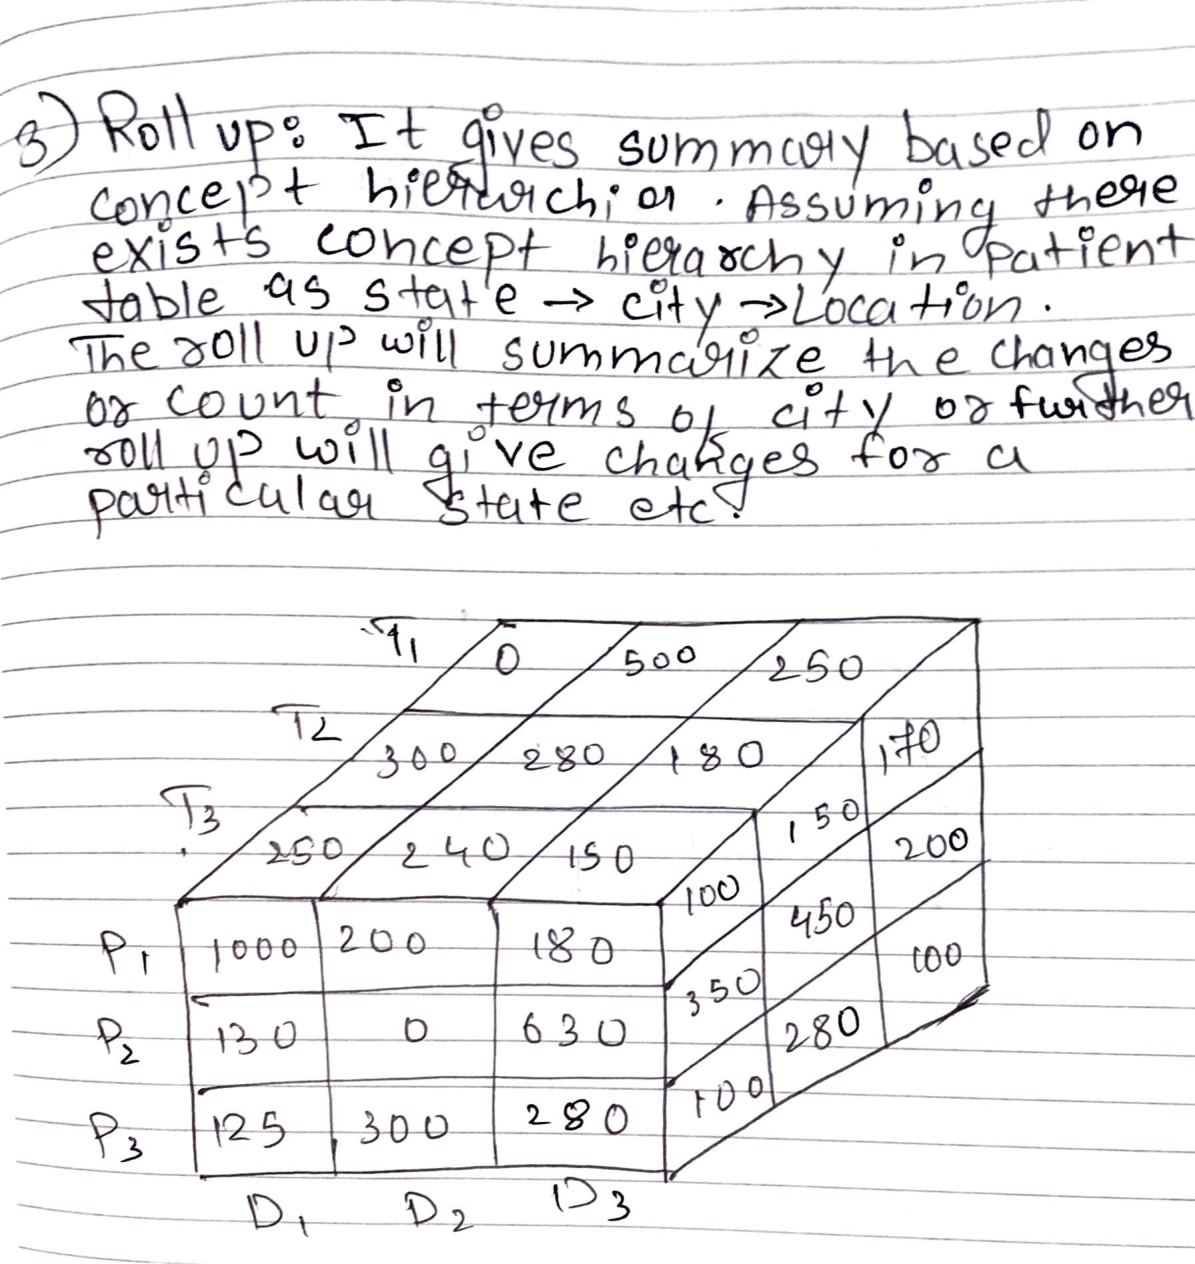 3) Roll up: It gives summary based on
concept hierarchier. Assuming there
exists concept hierarchy in patient
table as state → city → Location.
The roll up will summarize the changes
or count in terms of city or further
roll up will give changes for a
particular state etc.
T1 0 500 250
T2 300 280 180 170
T3 250 240 150 150 200
100 450
P1 1000 200 180 100
350
P2 130 0 630 280
100
P3 125 300 280
D1 D2 D3